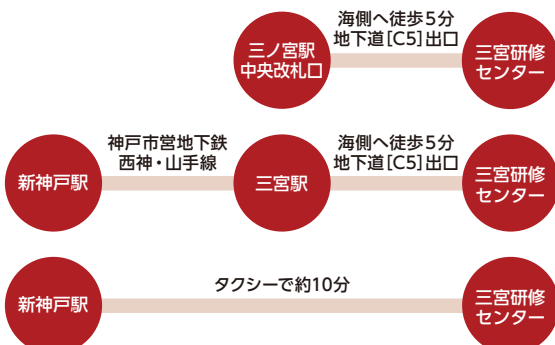 三ノ宮駅
中央改札口
海側へ徒歩5分
地下道[C5]出口
三宮研修
センター
新神戸駅
神戸市営地下鉄
西神・山手線
三宮駅
海側へ徒歩5分
地下道[C5]出口
三宮研修
センター
新神戸駅
タクシーで約10分
三宮研修
センター